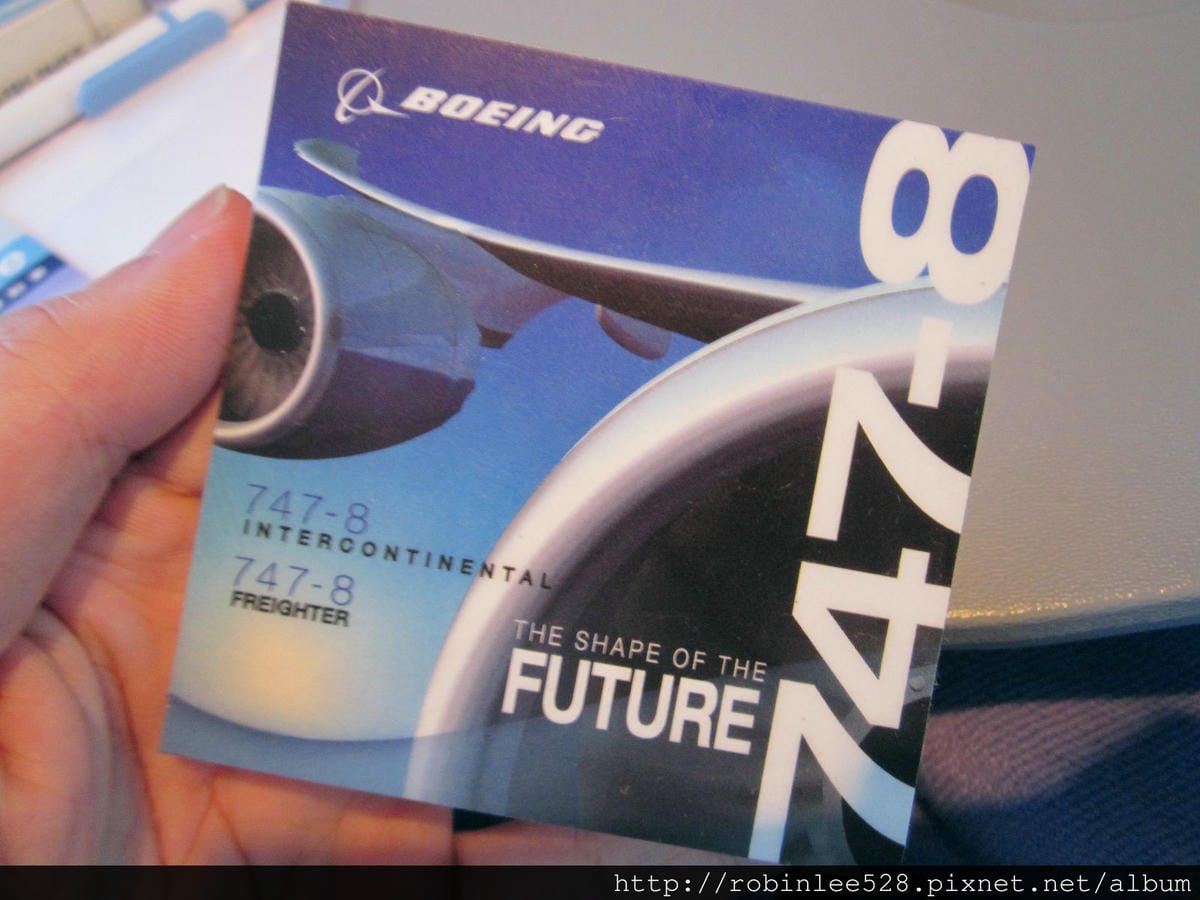 BOEING
747-8
747-8
INTERCONTINENTAL
747-8
FREIGHTER
THE SHAPE OF THE
FUTURE
http://robinlee528.pixnet.net/album